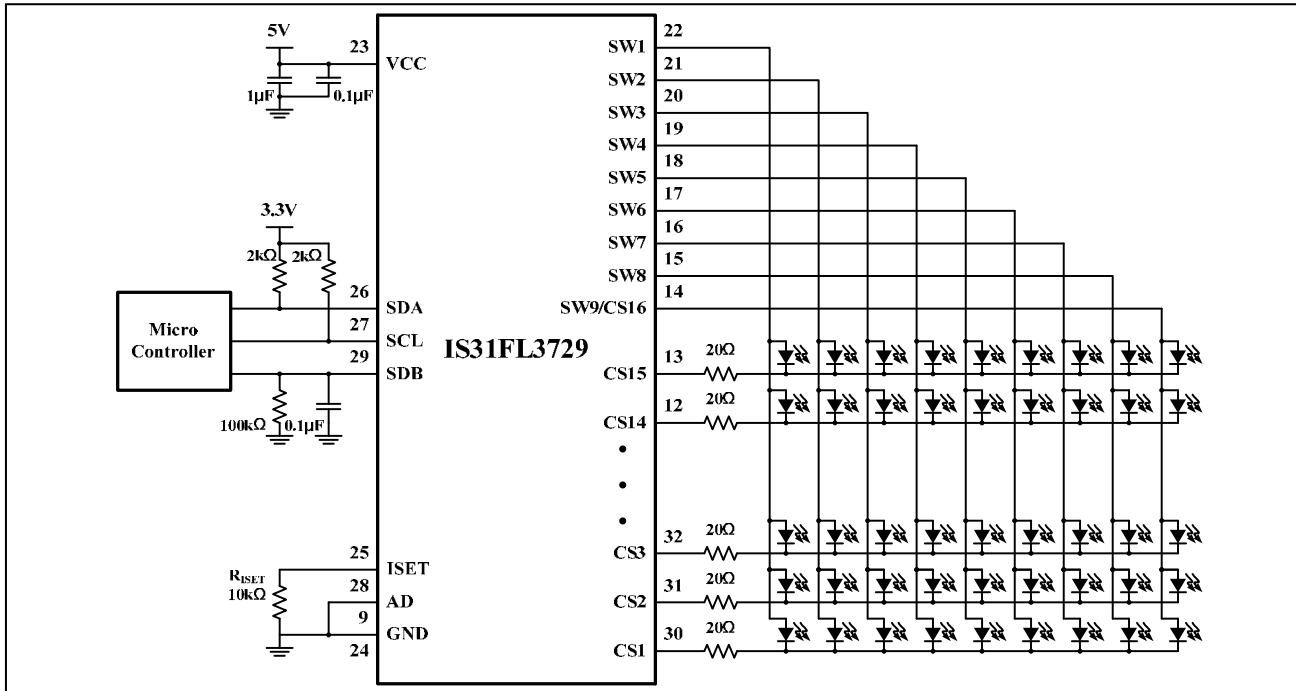 5V
23
VCC
1µF
0.1µF
3.3V
2kΩ
2kΩ
Micro
Controller
26
SDA
27
SCL
29
SDB
100kΩ
0.1µF
IS31FL3729
RISET
10kΩ
25
ISET
28
AD
9
GND
24
22
SW1
21
SW2
20
SW3
19
SW4
18
SW5
17
SW6
16
SW7
15
SW8
14
SW9/CS16
13
20Ω
CS15
12
20Ω
CS14
32
20Ω
CS3
31
20Ω
CS2
30
20Ω
CS1